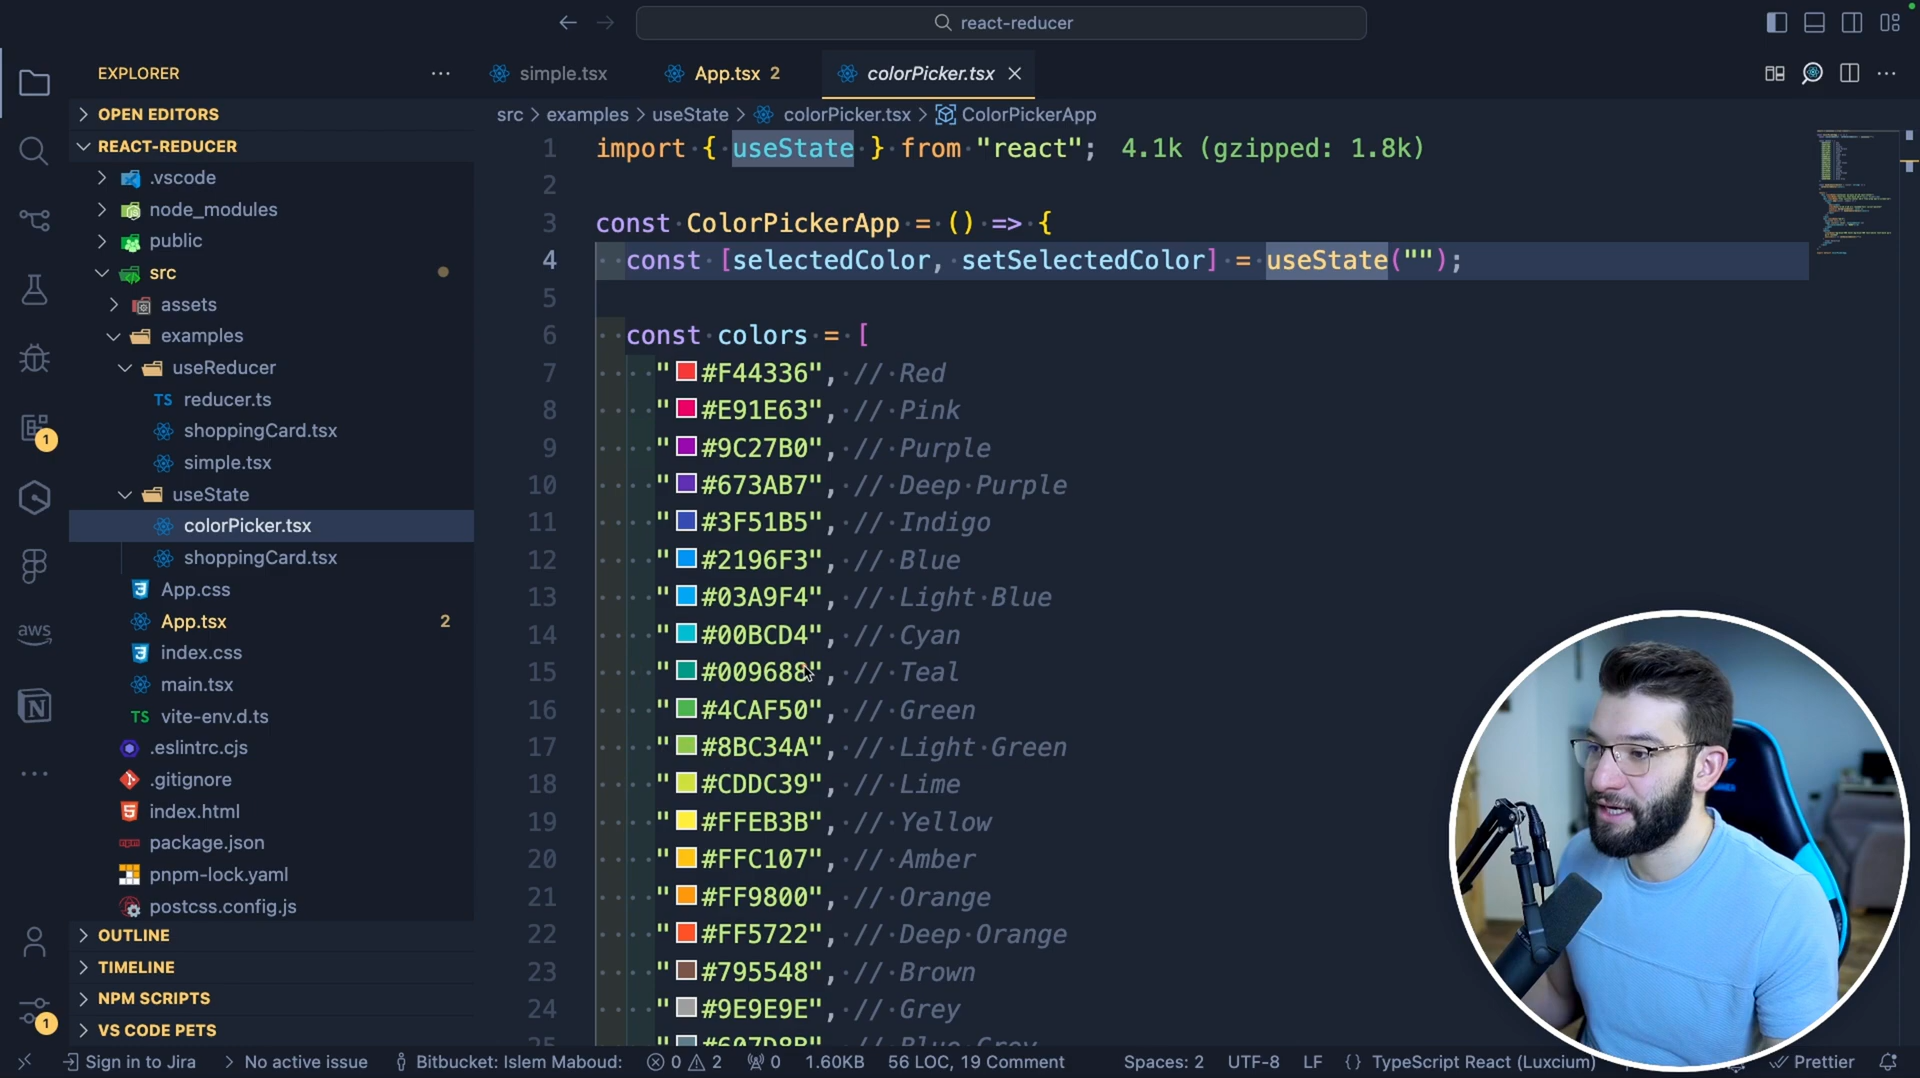 react-reducer
EXPLORER
simple.tsx
App.tsx 2
colorPicker.tsx
OPEN EDITORS
src > examples > useState > colorPicker.tsx > ColorPickerApp
REACT-REDUCER
.vscode
node_modules
public
src
assets
examples
useReducer
reducer.ts
shoppingCard.tsx
simple.tsx
useState
colorPicker.tsx
shoppingCard.tsx
App.css
App.tsx 2
index.css
main.tsx
vite-env.d.ts
.eslintrc.cjs
.gitignore
index.html
package.json
pnpm-lock.yaml
postcss.config.js
OUTLINE
TIMELINE
NPM SCRIPTS
VS CODE PETS
aws
1
1
1 import { useState } from "react"; 4.1k (gzipped: 1.8k)
2
3 const ColorPickerApp = () => {
4 const [selectedColor, setSelectedColor] = useState("");
5
6 const colors = [
7 "#F44336", // Red
8 "#E91E63", // Pink
9 "#9C27B0", // Purple
10 "#673AB7", // Deep Purple
11 "#3F51B5", // Indigo
12 "#2196F3", // Blue
13 "#03A9F4", // Light Blue
14 "#00BCD4", // Cyan
15 "#009688", // Teal
16 "#4CAF50", // Green
17 "#8BC34A", // Light Green
18 "#CDDC39", // Lime
19 "#FFEB3B", // Yellow
20 "#FFC107", // Amber
21 "#FF9800", // Orange
22 "#FF5722", // Deep Orange
23 "#795548", // Brown
24 "#9E9E9E", // Grey
25 "#607D8B", // Blue Grey
Sign in to Jira > No active issue Bitbucket: Islem Maboud: 0 2 0 1.60KB 56 LOC, 19 Comment Spaces: 2 UTF-8 LF {} TypeScript React (Luxcium) Prettier